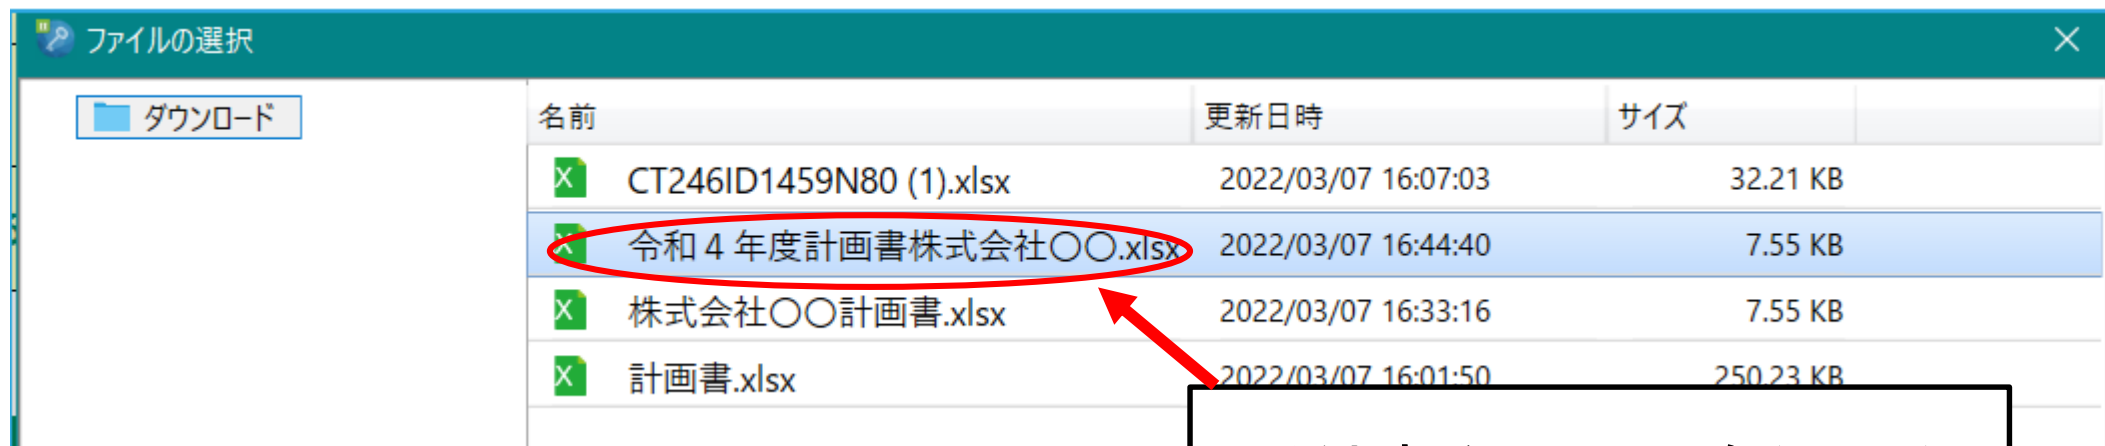 ファイルの選択
ダウンロード
名前 更新日時 サイズ
CT246ID1459N80 (1).xlsx 2022/03/07 16:07:03 32.21 KB
令和４年度計画書株式会社〇〇.xlsx 2022/03/07 16:44:40 7.55 KB
株式会社〇〇計画書.xlsx 2022/03/07 16:33:16 7.55 KB
計画書.xlsx 2022/03/07 16:01:50 250.23 KB